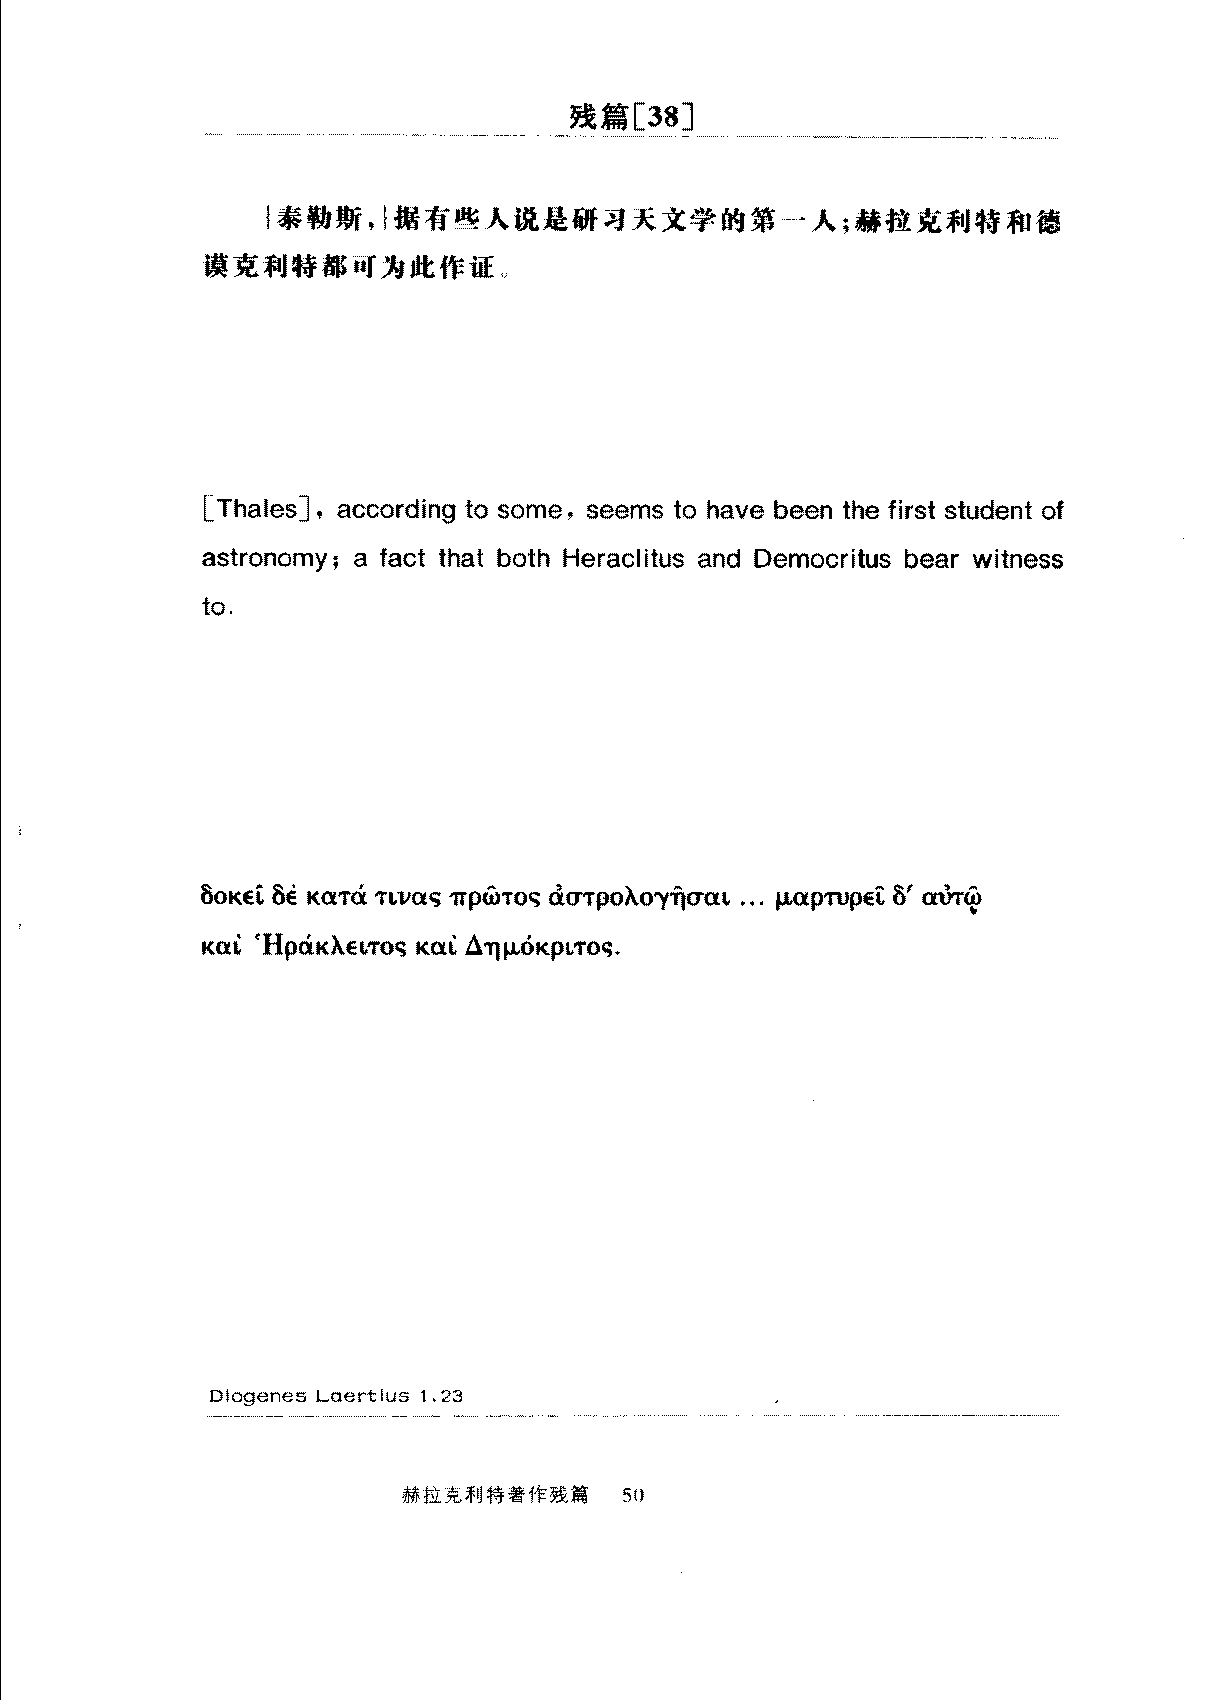 残篇[38]
[泰勒斯,]据有些人说是研习天文学的第一人;赫拉克利特和德
谟克利特都可为此作证。
[Thales], according to some, seems to have been the first student of
astronomy; a fact that both Heraclitus and Democritus bear witness
to.
δοκεῖ δέ κατά τινας πρῶτος ἀστρολογῆσαι ... μαρτυρεῖ δ' αὐτῷ
καὶ Ἡράκλειτος καὶ Δημόκριτος.
Diogenes Laertius 1.23
赫拉克利特著作残篇 50